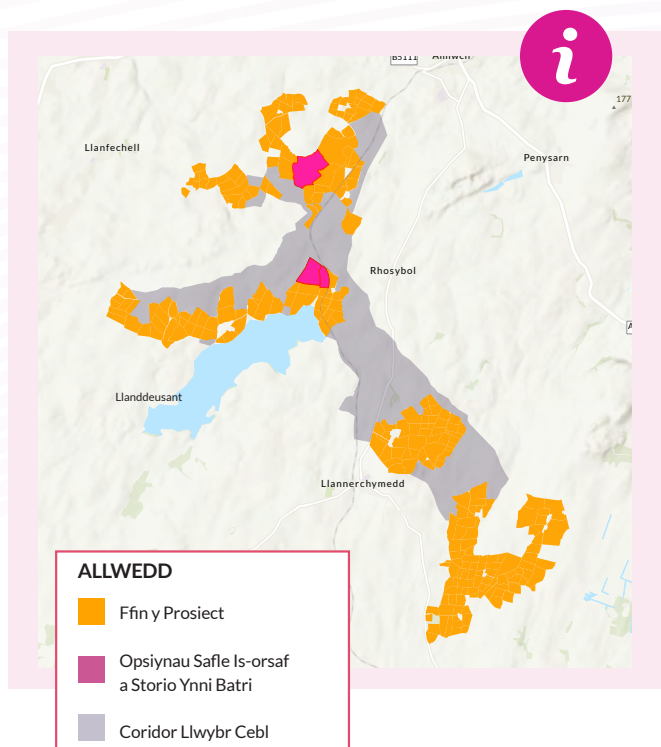 i
B5111
177
Llanfechell
Penysarn
Rhosybol
Llanddeusant
Llannerchymedd
ALLWEDD
Ffin y Prosiect
Opsiynau Safle Is-orsaf
a Storio Ynni Batri
Coridor Llwybr Cebl